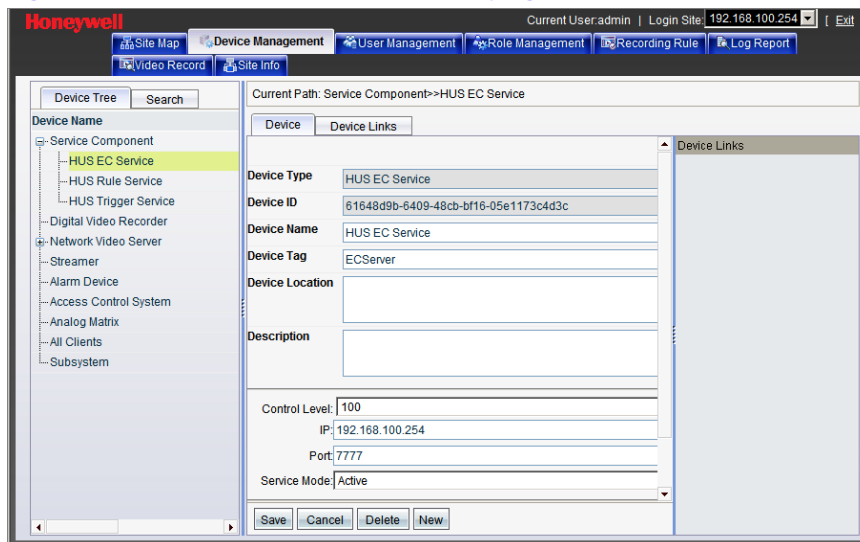 Honeywell
Current User:admin | Login Site: 192.168.100.254 [ Exit
Site Map Device Management User Management Role Management Recording Rule Log Report
Video Record Site Info
Device Tree Search
Device Name
Service Component
HUS EC Service
HUS Rule Service
HUS Trigger Service
Digital Video Recorder
Network Video Server
Streamer
Alarm Device
Access Control System
Analog Matrix
All Clients
Subsystem
Current Path: Service Component>>HUS EC Service
Device Device Links
Device Type HUS EC Service
Device ID 61648d9b-6409-48cb-bf16-05e1173c4d3c
Device Name HUS EC Service
Device Tag ECServer
Device Location
Description
Control Level: 100
IP: 192.168.100.254
Port: 7777
Service Mode: Active
Save Cancel Delete New
Device Links